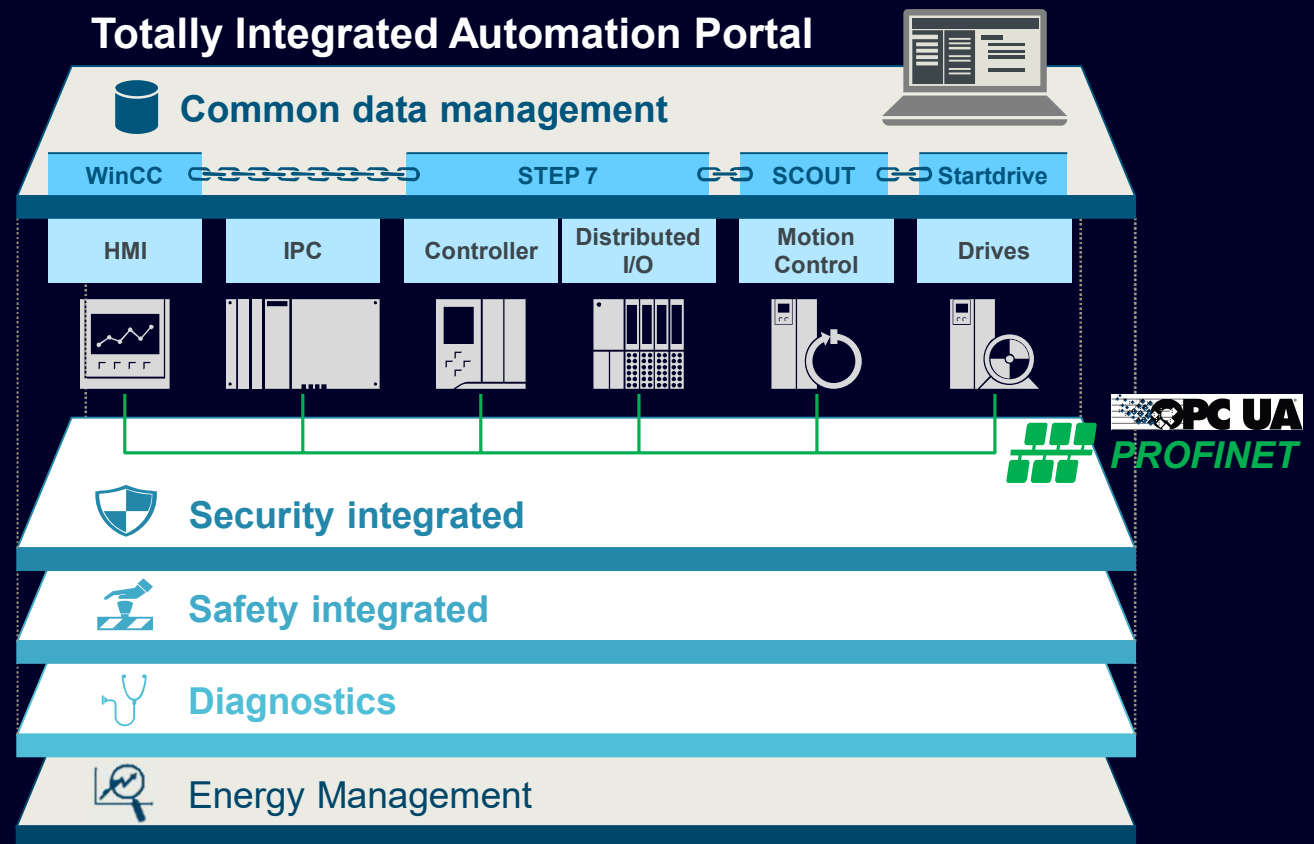 Totally Integrated Automation Portal
Common data management
WinCC
STEP 7
SCOUT
Startdrive
HMI
IPC
Controller
Distributed
I/O
Motion
Control
Drives
OPC UA
PROFINET
Security integrated
Safety integrated
Diagnostics
Energy Management